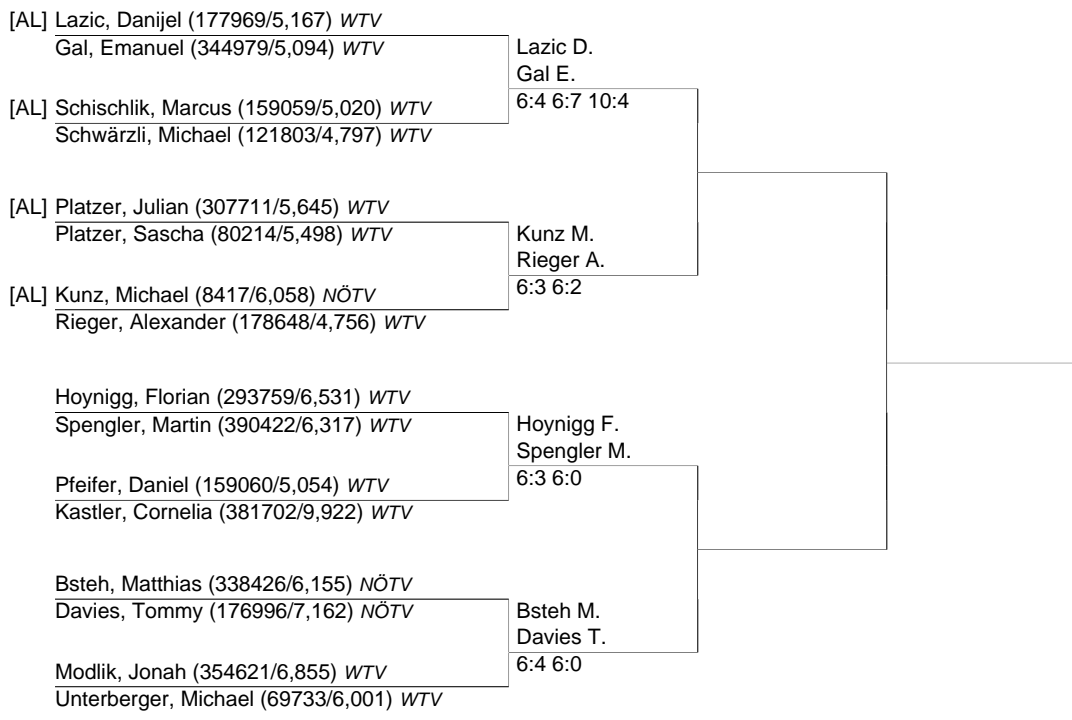 [AL] Lazic, Danijel (177969/5,167) WTV
Gal, Emanuel (344979/5,094) WTV
Lazic D.
Gal E.
6:4 6:7 10:4
[AL] Schischlik, Marcus (159059/5,020) WTV
Schwärzli, Michael (121803/4,797) WTV
[AL] Platzer, Julian (307711/5,645) WTV
Platzer, Sascha (80214/5,498) WTV
Kunz M.
Rieger A.
6:3 6:2
[AL] Kunz, Michael (8417/6,058) NÖTV
Rieger, Alexander (178648/4,756) WTV
Hoynigg, Florian (293759/6,531) WTV
Spengler, Martin (390422/6,317) WTV
Hoynigg F.
Spengler M.
6:3 6:0
Pfeifer, Daniel (159060/5,054) WTV
Kastler, Cornelia (381702/9,922) WTV
Bsteh, Matthias (338426/6,155) NÖTV
Davies, Tommy (176996/7,162) NÖTV
Bsteh M.
Davies T.
6:4 6:0
Modlik, Jonah (354621/6,855) WTV
Unterberger, Michael (69733/6,001) WTV